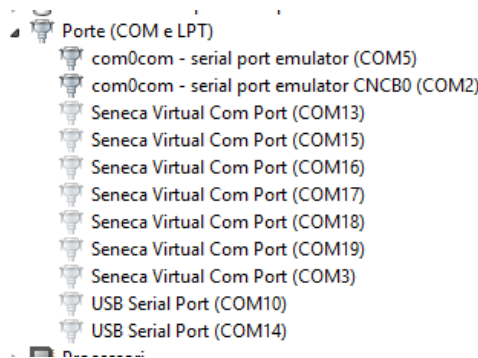 Porte (COM e LPT)
com0com - serial port emulator (COM5)
com0com - serial port emulator CNCB0 (COM2)
Seneca Virtual Com Port (COM13)
Seneca Virtual Com Port (COM15)
Seneca Virtual Com Port (COM16)
Seneca Virtual Com Port (COM17)
Seneca Virtual Com Port (COM18)
Seneca Virtual Com Port (COM19)
Seneca Virtual Com Port (COM3)
USB Serial Port (COM10)
USB Serial Port (COM14)